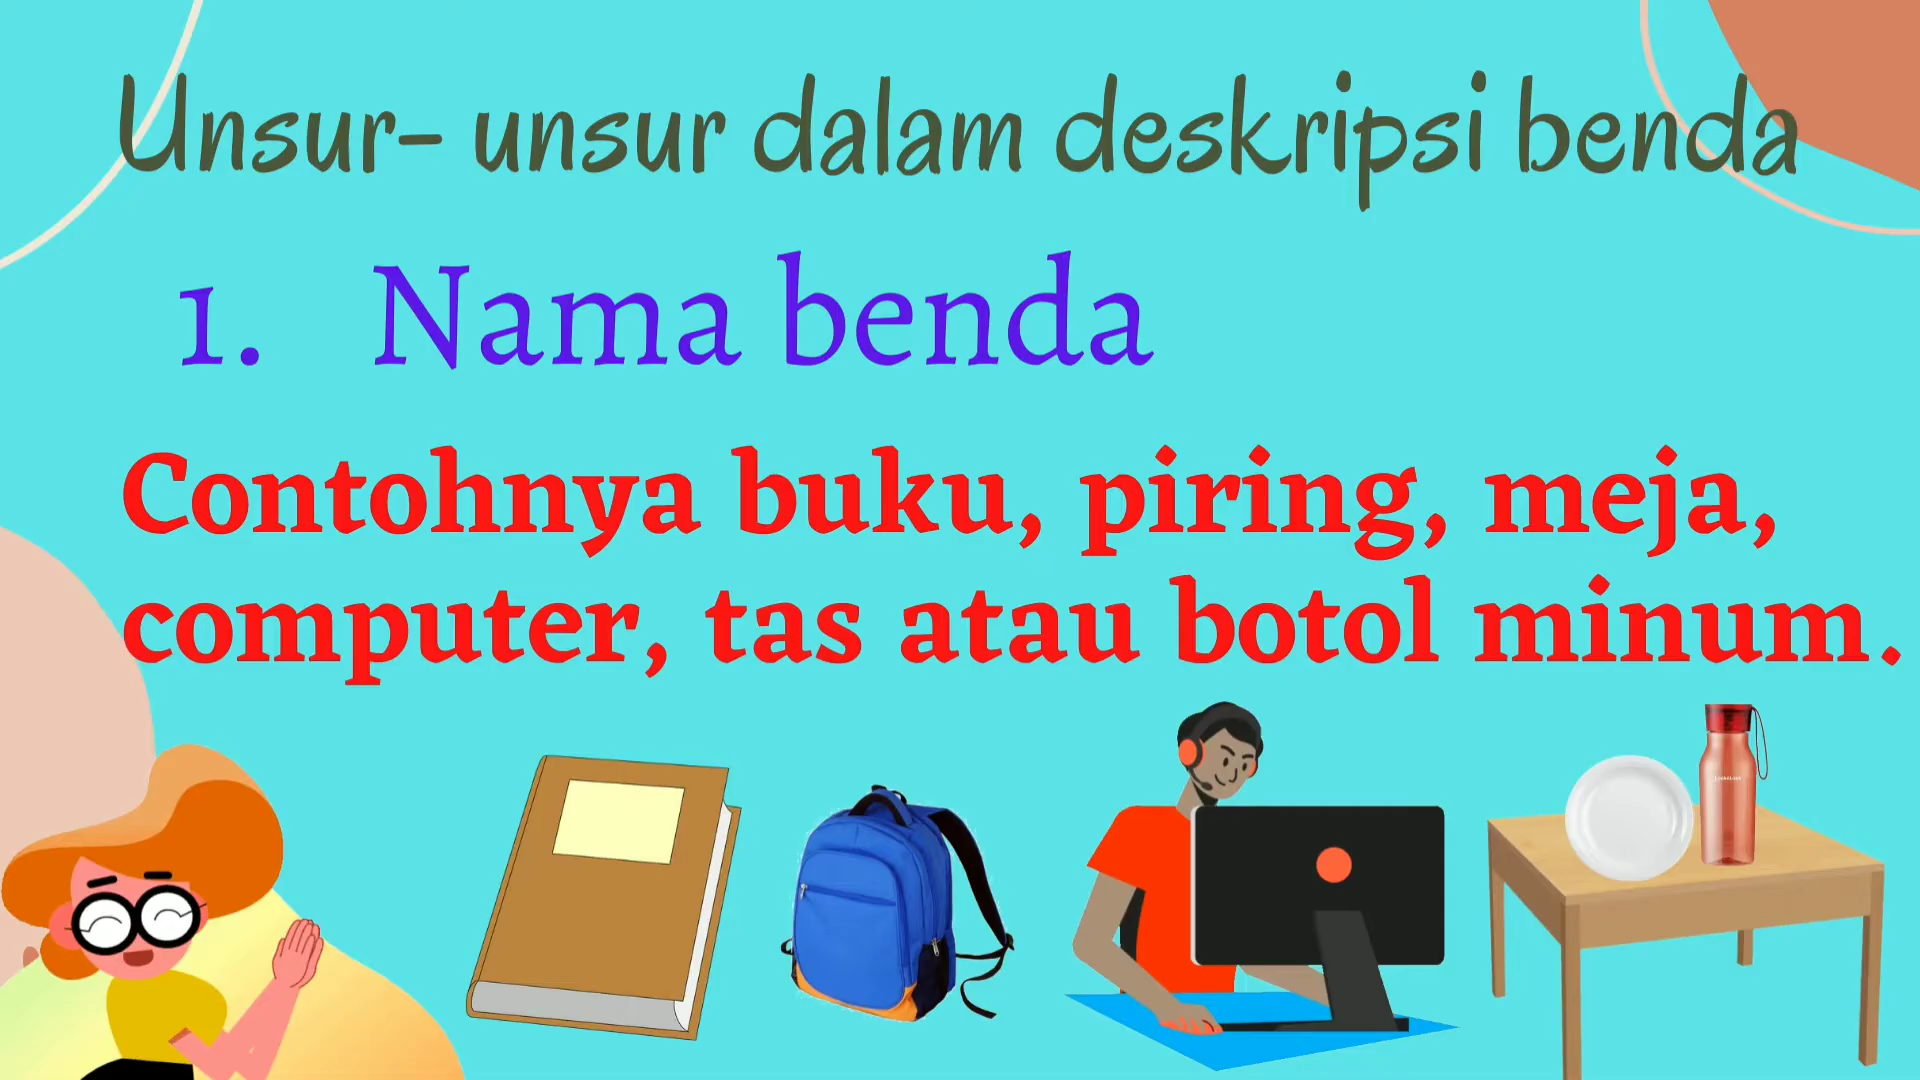 Unsur- unsur dalam deskripsi benda
1. Nama benda
Contohnya buku, piring, meja,
computer, tas atau botol minum.